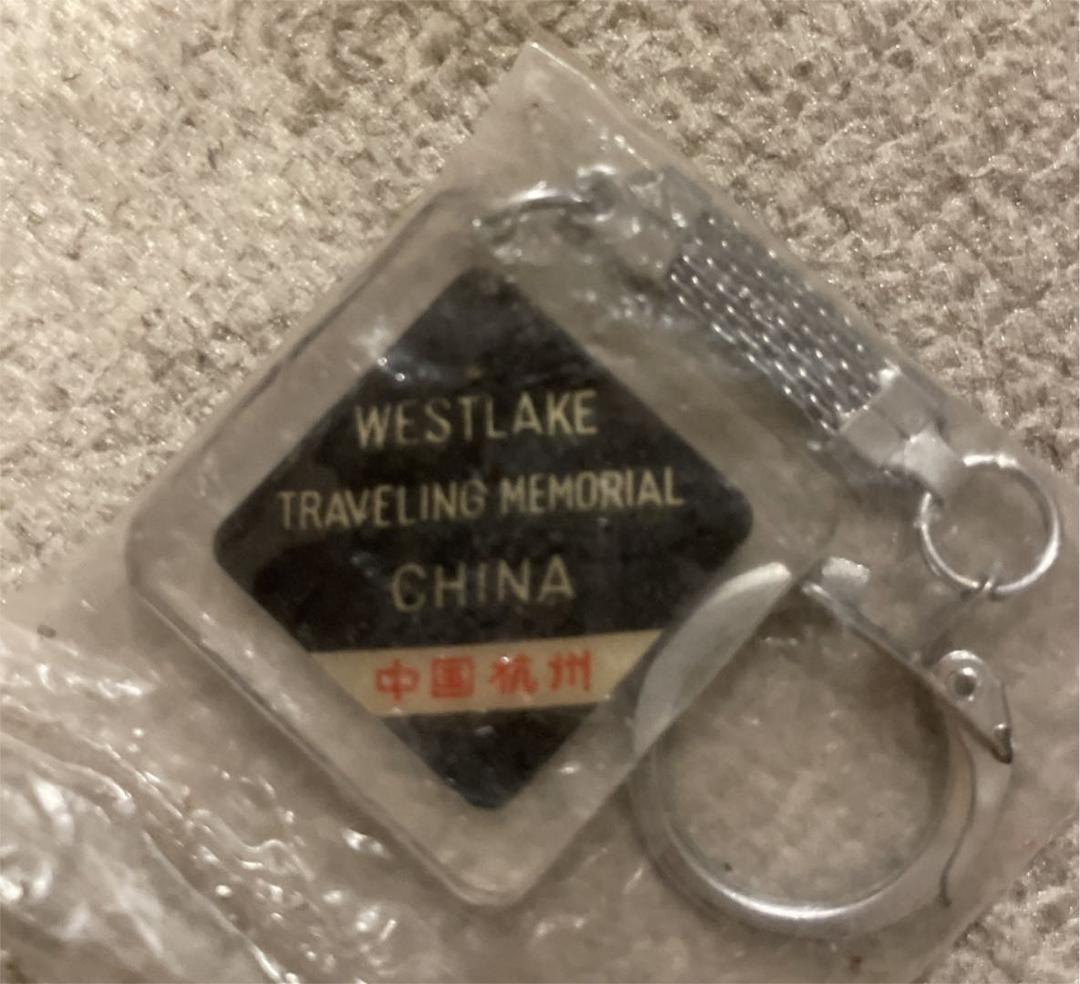 WESTLAKE
TRAVELING MEMORIAL
CHINA
中国杭州